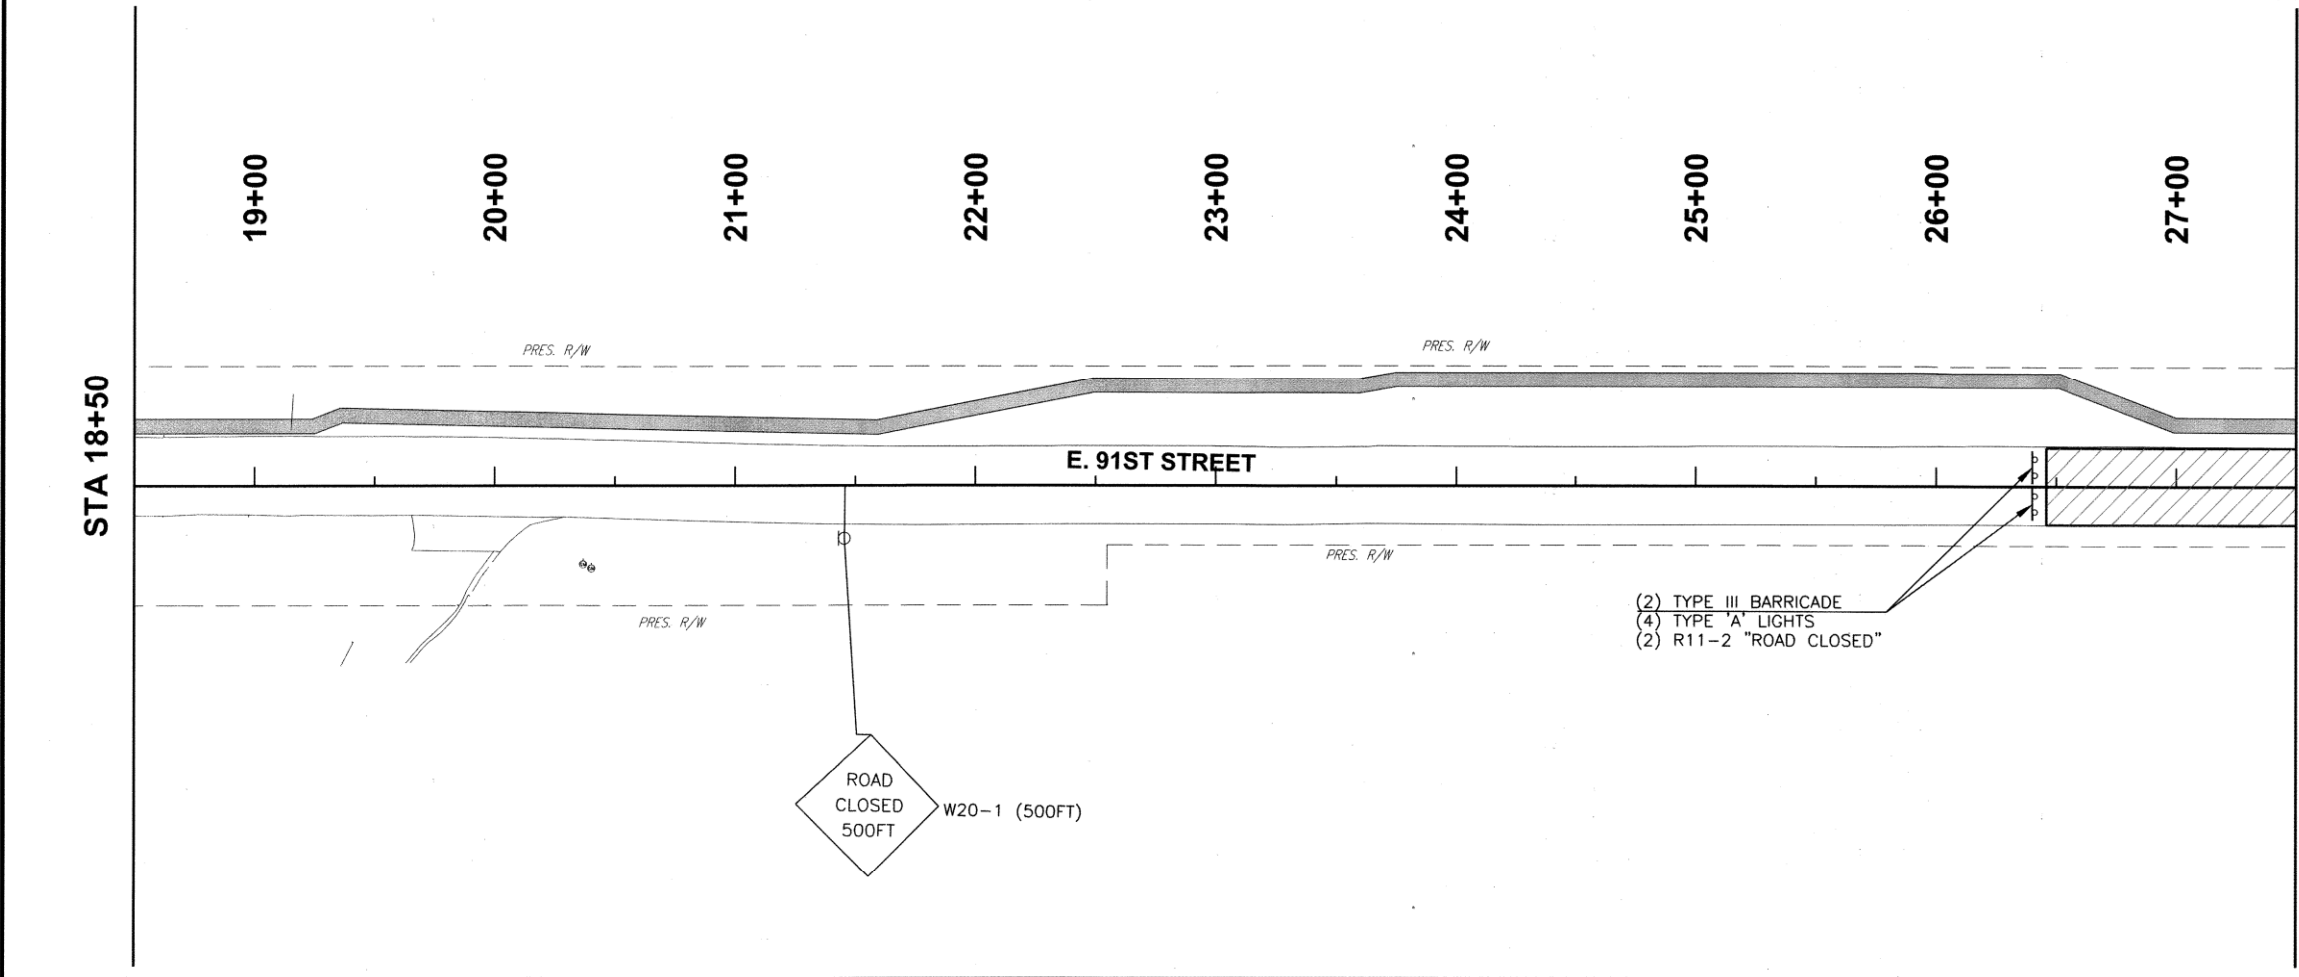 19+00
20+00
21+00
22+00
23+00
24+00
25+00
26+00
27+00
PRES. R/W
PRES. R/W
STA 18+50
E. 91ST STREET
PRES. R/W
PRES. R/W
(2) TYPE III BARRICADE
(4) TYPE 'A' LIGHTS
(2) R11-2 "ROAD CLOSED"
ROAD
CLOSED
500FT
W20-1 (500FT)